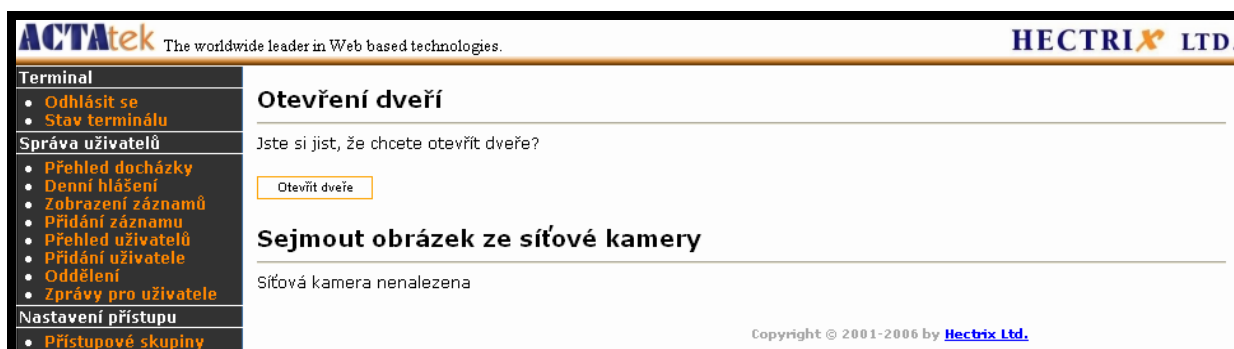 ACTAtek The worldwide leader in Web based technologies.
HECTRIX LTD.
Terminal
Odhlásit se
Stav terminálu
Správa uživatelů
Přehled docházky
Denní hlášení
Zobrazení záznamů
Přidání záznamu
Přehled uživatelů
Přidání uživatele
Oddělení
Zprávy pro uživatele
Nastavení přístupu
Přístupové skupiny
Otevření dveří
Jste si jist, že chcete otevřít dveře?
Otevřít dveře
Sejmout obrázek ze síťové kamery
Síťová kamera nenalezena
Copyright © 2001-2006 by Hectrix Ltd.